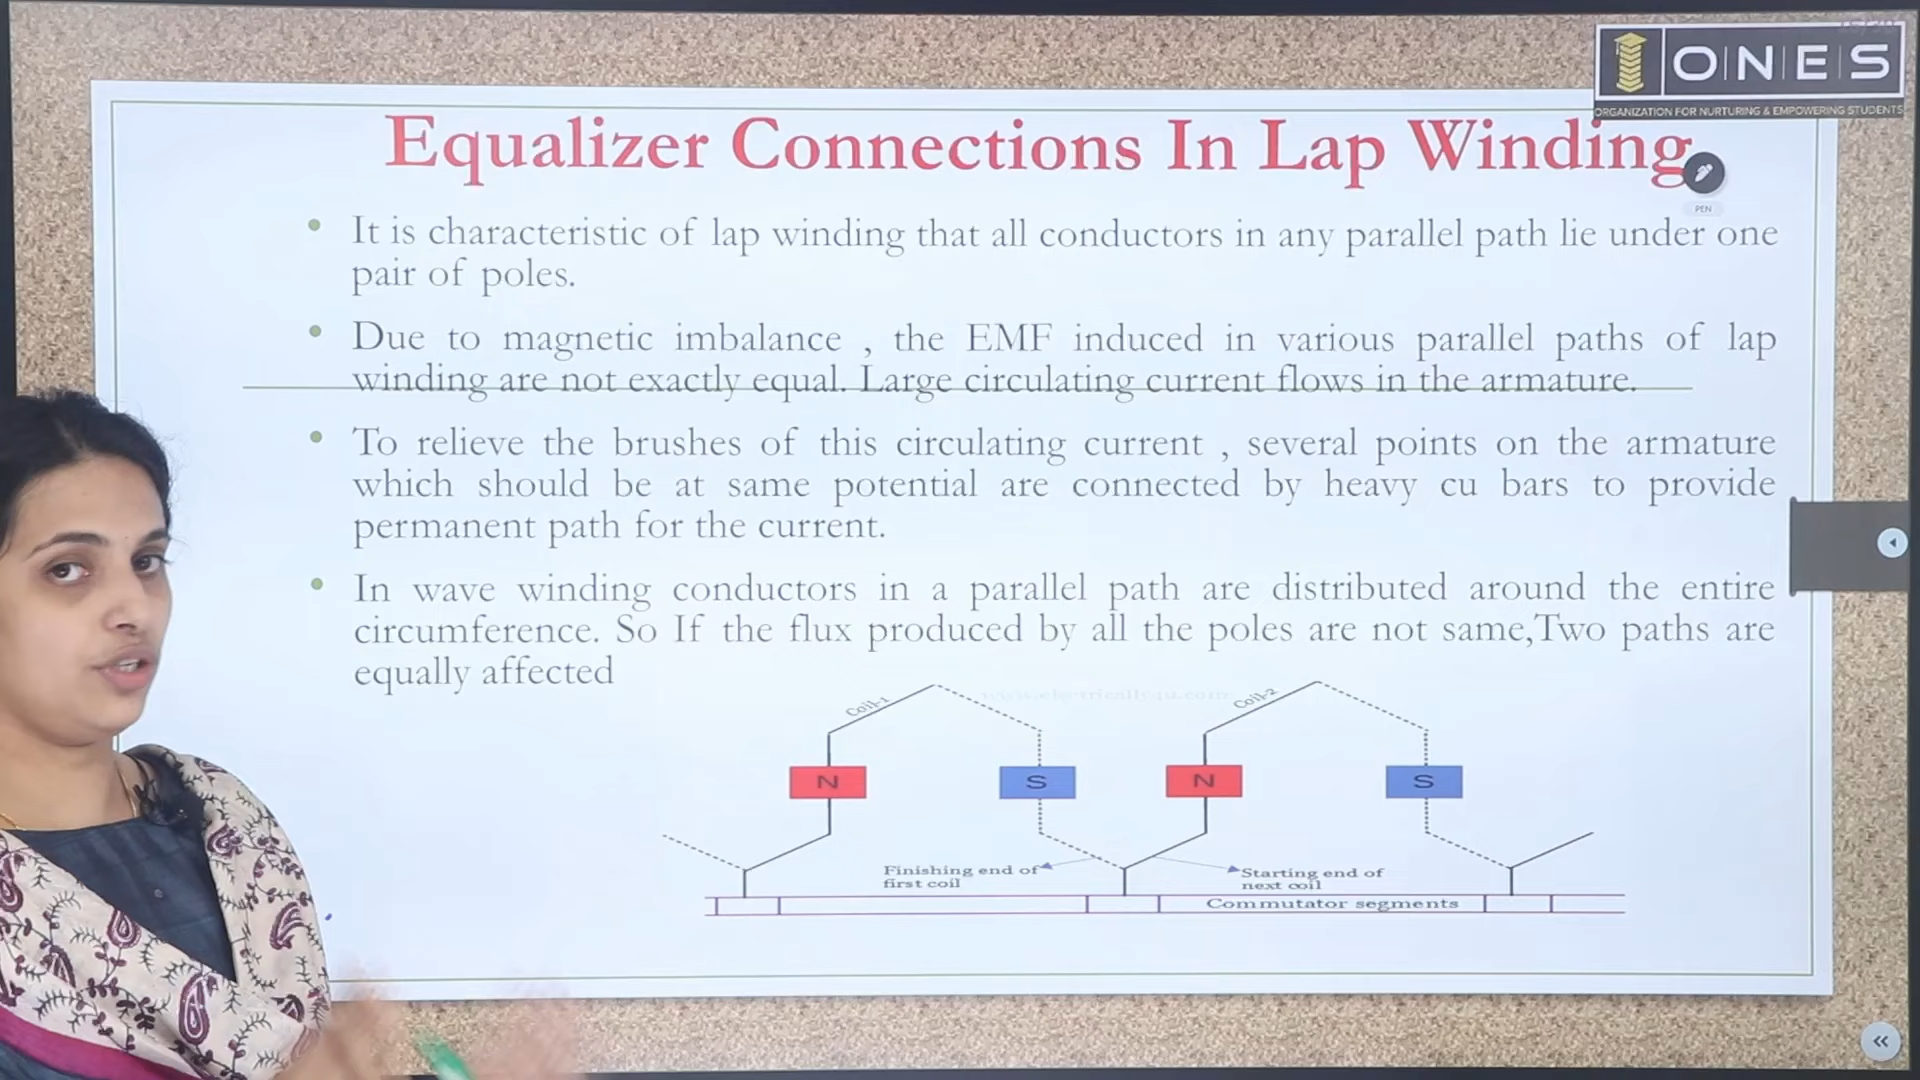 ONES
ORGANIZATION FOR NURTURING & EMPOWERING STUDENTS
Equalizer Connections In Lap Winding
PEN
• It is characteristic of lap winding that all conductors in any parallel path lie under one
pair of poles.
• Due to magnetic imbalance , the EMF induced in various parallel paths of lap
winding are not exactly equal. Large circulating current flows in the armature.
• To relieve the brushes of this circulating current , several points on the armature
which should be at same potential are connected by heavy cu bars to provide
permanent path for the current.
• In wave winding conductors in a parallel path are distributed around the entire
circumference. So If the flux produced by all the poles are not same,Two paths are
equally affected
www.electrically4u.com
Coil-1
Coil-2
N
S
N
S
Finishing end of
first coil
Starting end of
next coil
Commutator segments